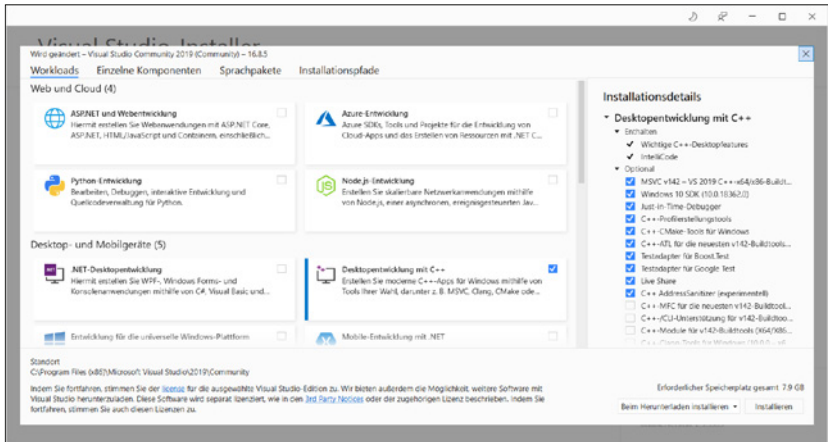 Visual Studio Installer
Wird geändert – Visual Studio Community 2019 (Community) – 16.8.5
Workloads Einzelne Komponenten Sprachpakete Installationspfade
Web und Cloud (4)
ASP.NET und Webentwicklung
Hiermit erstellen Sie Webanwendungen mit ASP.NET Core,
ASP.NET, HTML/JavaScript und Containern, einschließlich...
Azure-Entwicklung
Azure SDKs, Tools und Projekte für die Entwicklung von
Cloud-Apps und das Erstellen von Ressourcen mit .NET C...
Python-Entwicklung
Bearbeiten, Debuggen, interaktive Entwicklung und
Quellcodeverwaltung für Python.
Node.js-Entwicklung
Erstellen Sie skalierbare Netzwerkanwendungen mithilfe
von Node.js, einer asynchronen, ereignisgesteuerten Jav...
Desktop- und Mobilgeräte (5)
.NET-Desktopentwicklung
Hiermit erstellen Sie WPF-, Windows Forms- und
Konsolenanwendungen mithilfe von C#, Visual Basic und...
Desktopentwicklung mit C++
Erstellen Sie moderne C++-Apps für Windows mithilfe von
Tools Ihrer Wahl, darunter z. B. MSVC, Clang, CMake ode...
Entwicklung für die universelle Windows-Plattform
Mobile-Entwicklung mit .NET
Installationsdetails
Desktopentwicklung mit C++
Enthalten
Wichtige C++-Desktopfeatures
IntelliCode
Optional
MSVC v142 – VS 2019 C++-x64/x86-Buildt...
Windows 10 SDK (10.0.18362.0)
Just-In-Time-Debugger
C++-Profilerstellungstools
C++-CMake-Tools für Windows
C++-ATL für die neuesten v142-Buildtools...
Testadapter für Boost.Test
Testadapter für Google Test
Live Share
C++ AddressSanitizer (experimentell)
C++-MFC für die neuesten v142-Buildtool...
C++-/CLI-Unterstützung für v142-Buildtoo...
C++-Module für v142-Buildtools (X64/X86...
Standort
C:\Program Files (x86)\Microsoft Visual Studio\2019\Community
Indem Sie fortfahren, stimmen Sie der license für die ausgewählte Visual Studio-Edition zu. Wir bieten außerdem die Möglichkeit, weitere Software mit
Visual Studio herunterzuladen. Diese Software wird separat lizenziert, wie in den 3rd Party Notices oder der zugehörigen Lizenz beschrieben. Indem Sie
fortfahren, stimmen Sie auch diesen Lizenzen zu.
Erforderlicher Speicherplatz gesamt 7,9 GB
Beim Herunterladen installieren Installieren